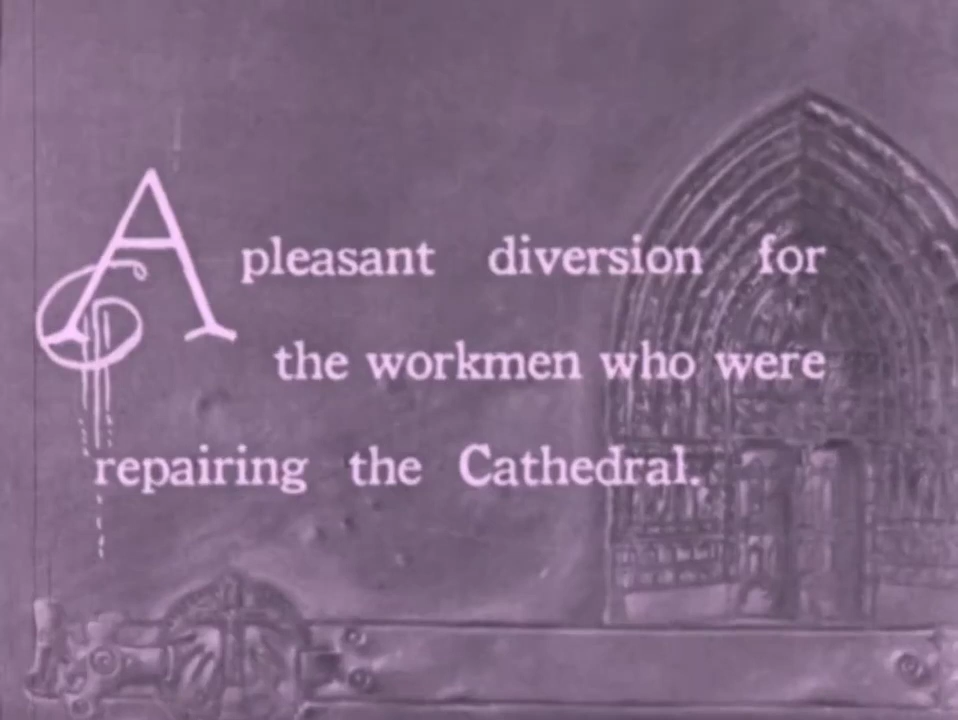 A pleasant diversion for
the workmen who were
repairing the Cathedral.